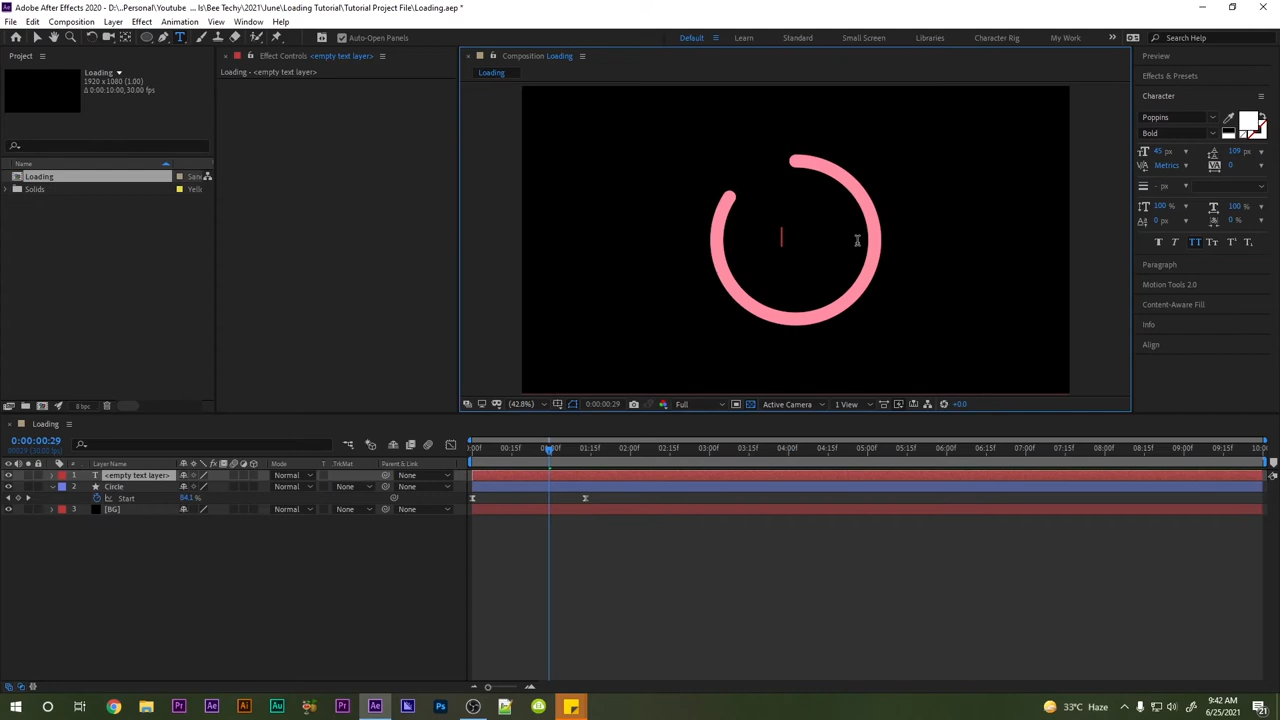 Adobe After Effects 2020 - D:\...Personal\Youtube ... Is\Bee Techy\2021\June\Loading Tutorial\Tutorial Project File\Loading.aep *
File Edit Composition Layer Effect Animation View Window Help
Auto-Open Panels
Default Learn Standard Small Screen Libraries Character Rig My Work Search Help
Project
Effect Controls <empty text layer>
Composition Loading
Preview
Loading
1920 x 1080 (1.00)
Δ 0:00:10:00, 30.00 fps
Loading - <empty text layer>
Loading
Effects & Presets
Character
Poppins
Bold
45 px
109 px
Metrics
0
- px
100 %
100 %
0 px
0 %
Paragraph
Motion Tools 2.0
Content-Aware Fill
Info
Align
Name
Loading
Solids
8 bpc
(42.8%)
0:00:00:29
Full
Active Camera
1 View
+0.0
Loading
0:00:00:29
Layer Name
Mode
T
TrkMat
Parent & Link
1 T <empty text layer> Normal None
2 Circle Normal None None
Start 84.1 %
3 [BG] Normal None None
00:15f 01:15f 02:00f 02:15f 03:00f 03:15f 04:00f 04:15f 05:00f 05:15f 06:00f 06:15f 07:00f 07:15f 08:00f 08:15f 09:00f 09:15f
33°C Haze
9:42 AM
6/25/2021